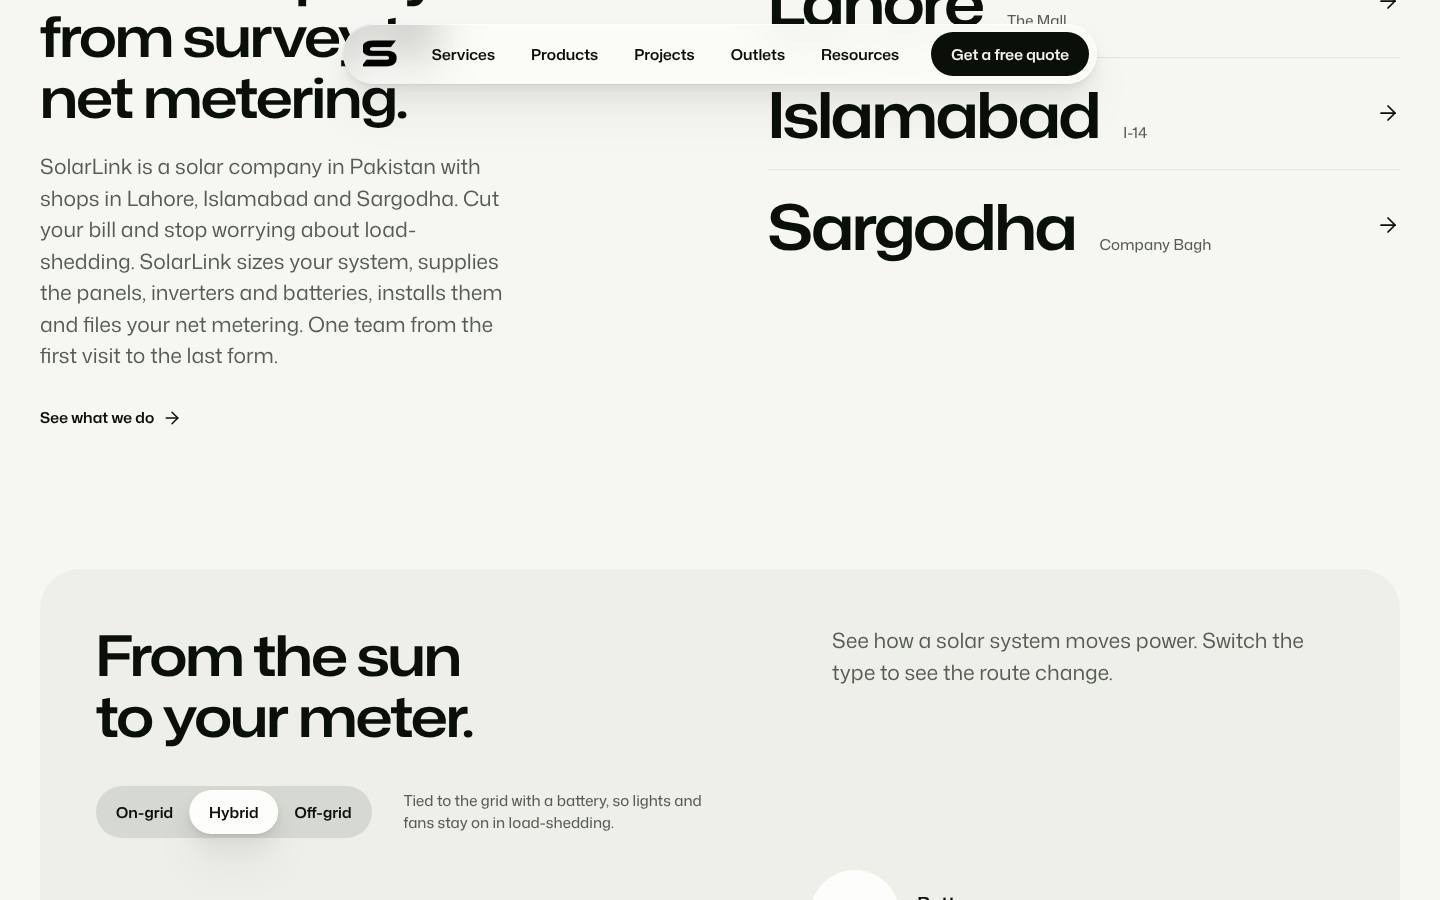 from survey
net metering.
SolarLink is a solar company in Pakistan with
shops in Lahore, Islamabad and Sargodha. Cut
your bill and stop worrying about load-
shedding. SolarLink sizes your system, supplies
the panels, inverters and batteries, installs them
and files your net metering. One team from the
first visit to the last form.
See what we do
S
Services
Products
Projects
Outlets
Resources
Get a free quote
Lahore
The Mall
Islamabad
I-14
Sargodha
Company Bagh
From the sun
to your meter.
See how a solar system moves power. Switch the
type to see the route change.
On-grid
Hybrid
Off-grid
Tied to the grid with a battery, so lights and
fans stay on in load-shedding.